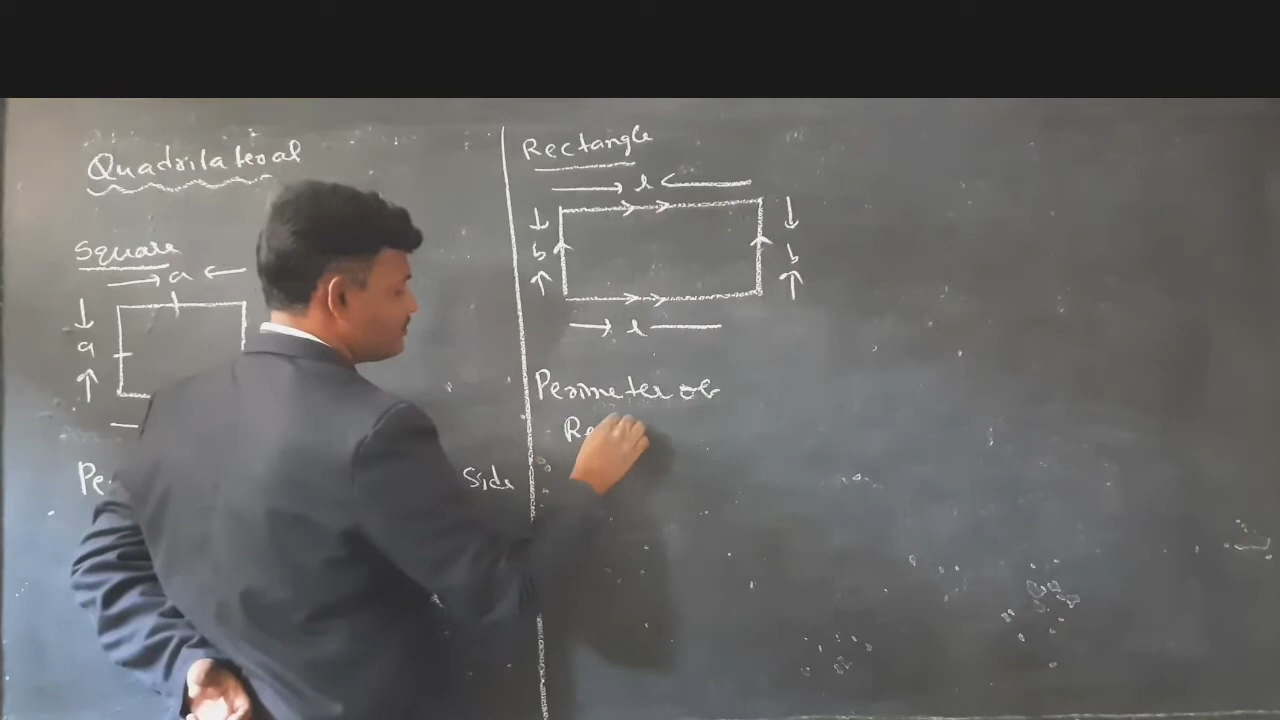 Quadrilateral
Square
a
a
Pe
Side
Rectangle
l
b
b
l
Perimeter of
Re